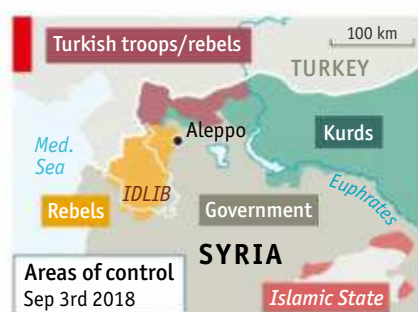 Turkish troops/rebels
100 km
TURKEY
Aleppo
Kurds
Med.
Sea
IDLIB
Euphrates
Rebels
Government
SYRIA
Areas of control
Sep 3rd 2018
Islamic State